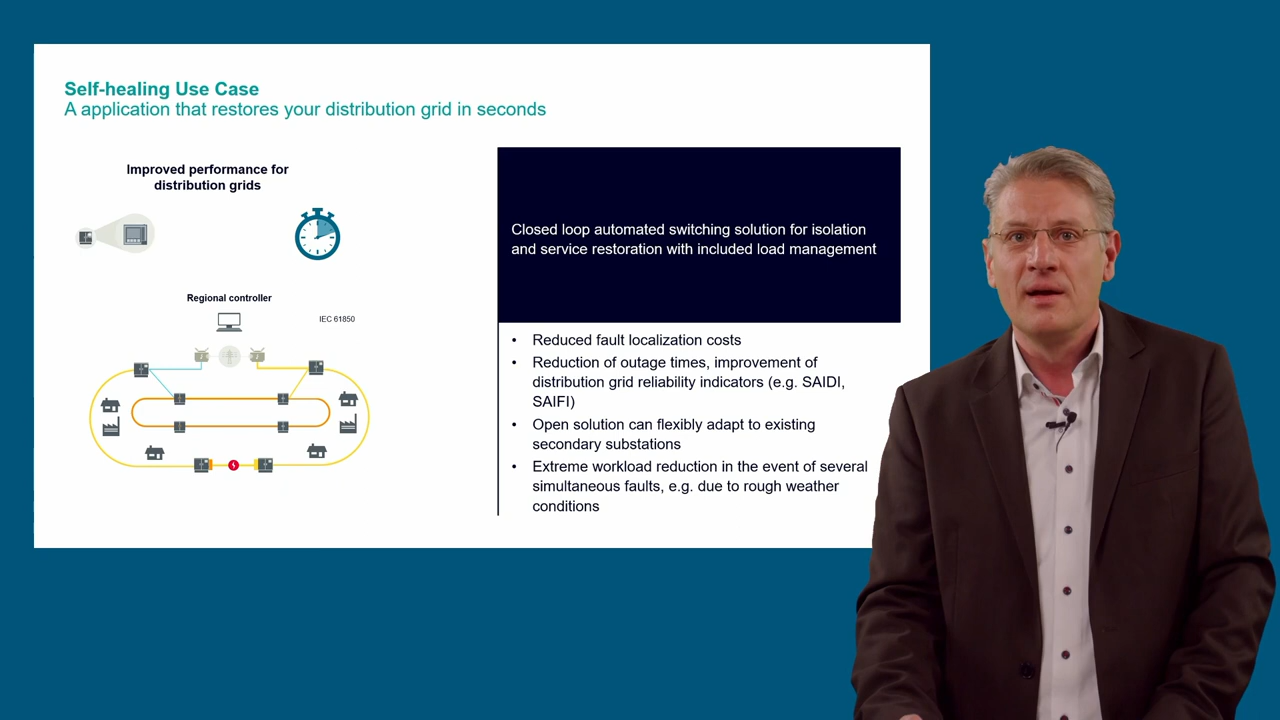 Self-healing Use Case
A application that restores your distribution grid in seconds
Improved performance for
distribution grids
Regional controller
IEC 61850
Closed loop automated switching solution for isolation
and service restoration with included load management
• Reduced fault localization costs
• Reduction of outage times, improvement of
distribution grid reliability indicators (e.g. SAIDI,
SAIFI)
• Open solution can flexibly adapt to existing
secondary substations
• Extreme workload reduction in the event of several
simultaneous faults, e.g. due to rough weather
conditions